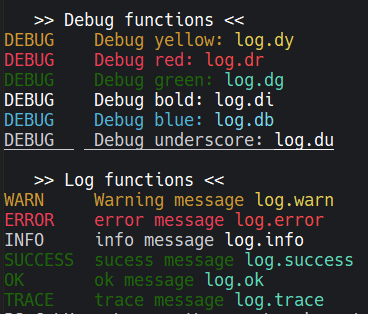 >> Debug functions <<
DEBUG Debug yellow: log.dy
DEBUG Debug red: log.dr
DEBUG Debug green: log.dg
DEBUG Debug bold: log.di
DEBUG Debug blue: log.db
DEBUG Debug underscore: log.du
>> Log functions <<
WARN Warning message log.warn
ERROR error message log.error
INFO info message log.info
SUCCESS sucess message log.success
OK ok message log.ok
TRACE trace message log.trace